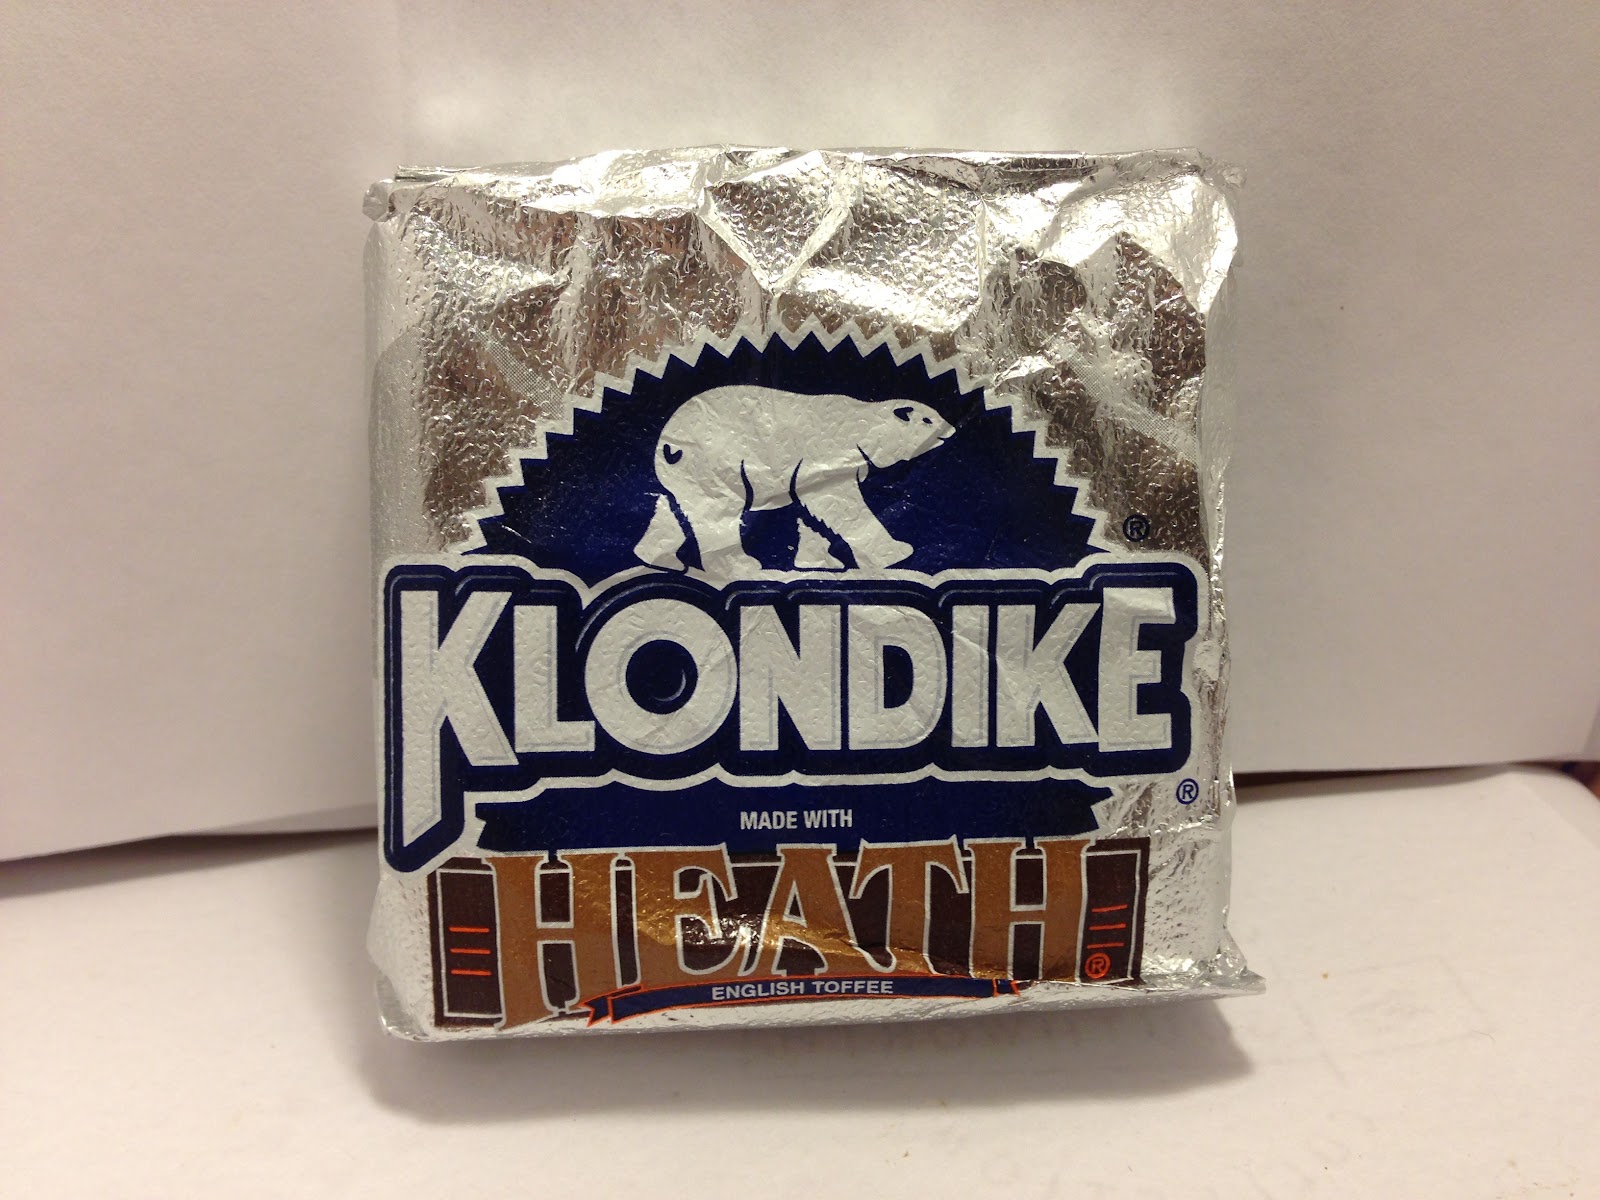 ®
KLONDIKE
®
MADE WITH
HEATH
®
ENGLISH TOFFEE